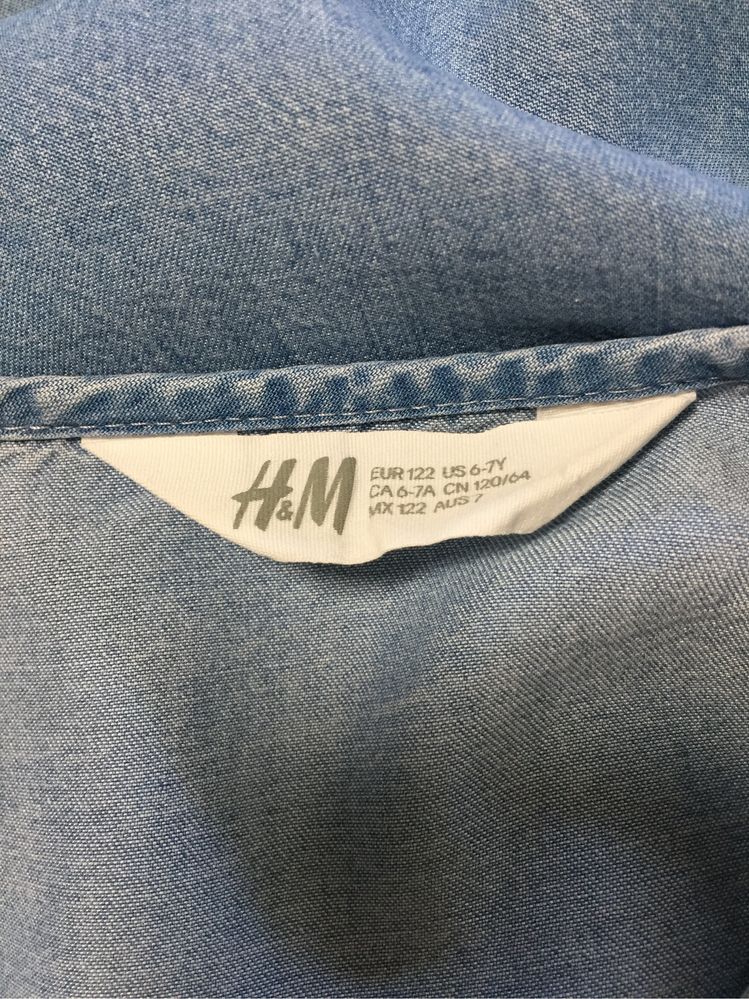 H&M
EUR 122 US 6-7Y
CA 6-7A CN 120/64
MX 122 AUS 7